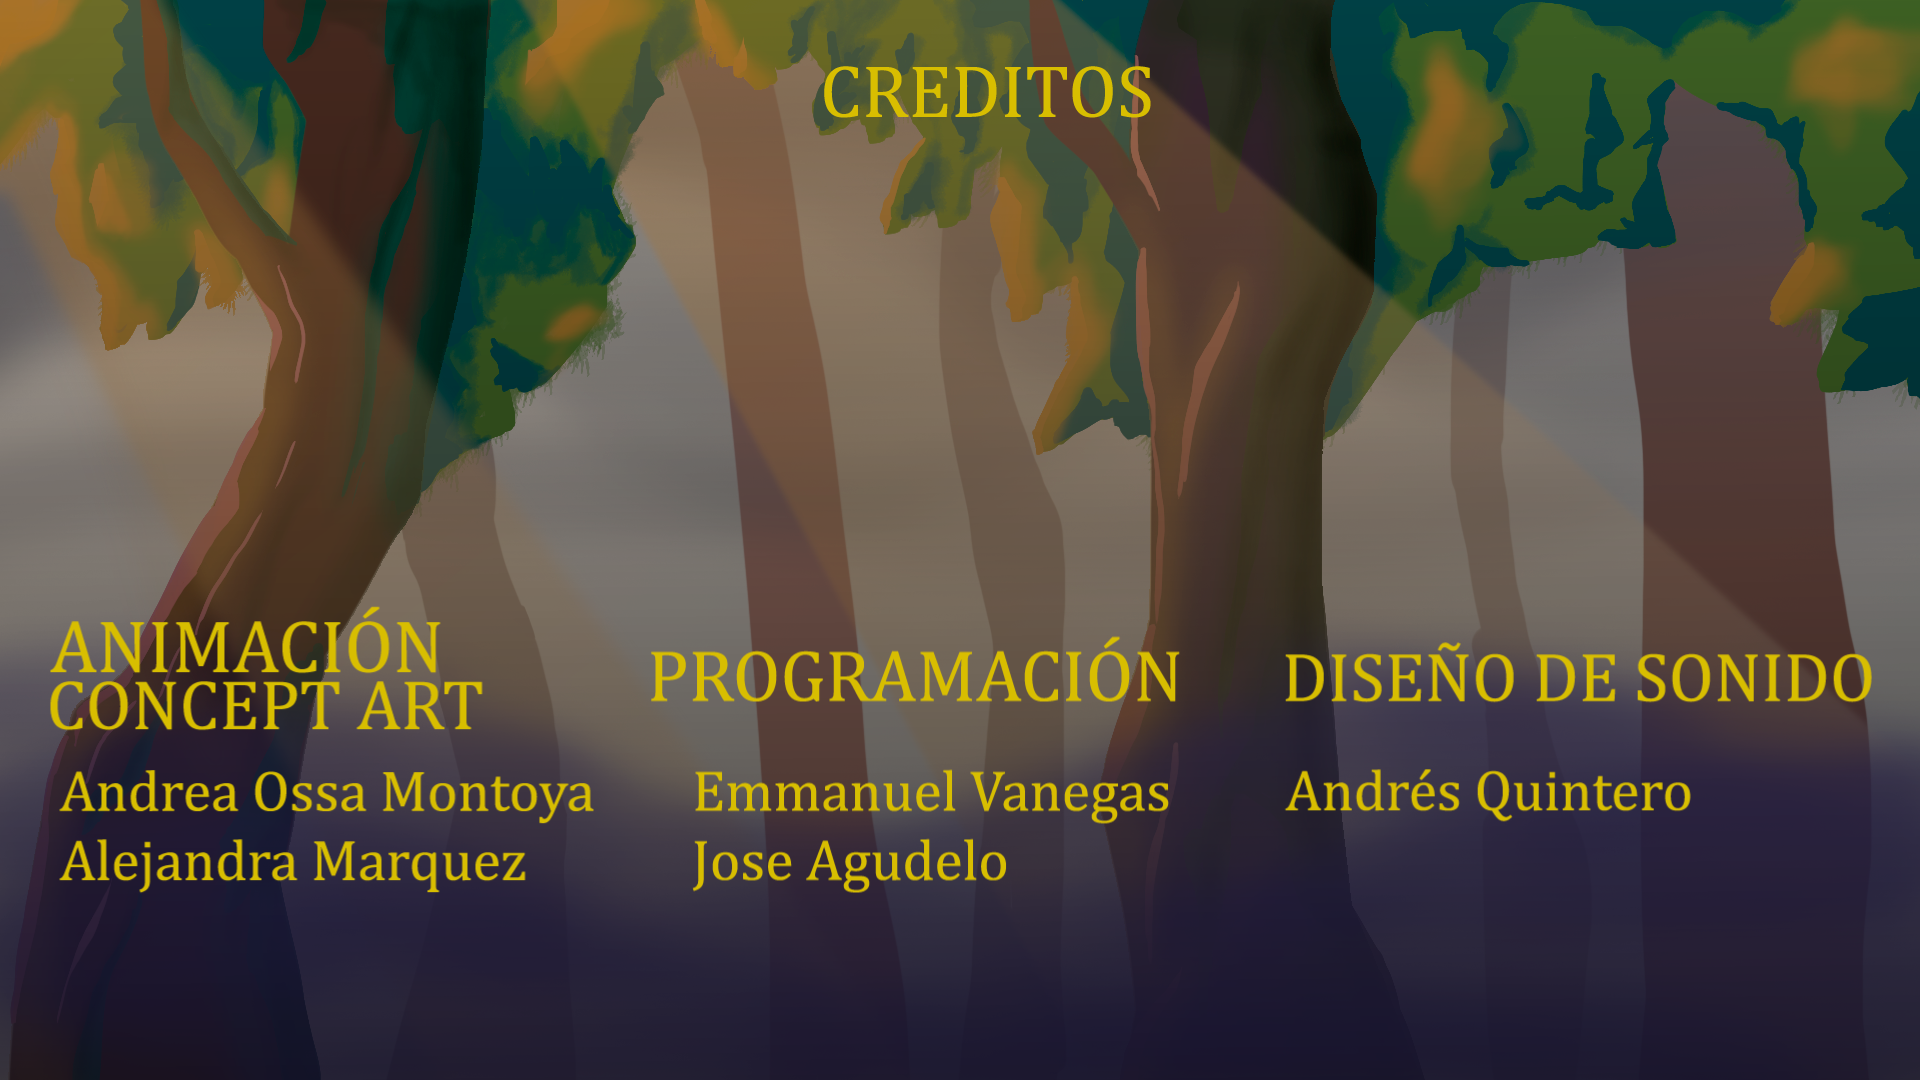 CREDITOS
ANIMACIÓN
CONCEPT ART
Andrea Ossa Montoya
Alejandra Marquez
PROGRAMACIÓN
Emmanuel Vanegas
Jose Agudelo
DISEÑO DE SONIDO
Andrés Quintero